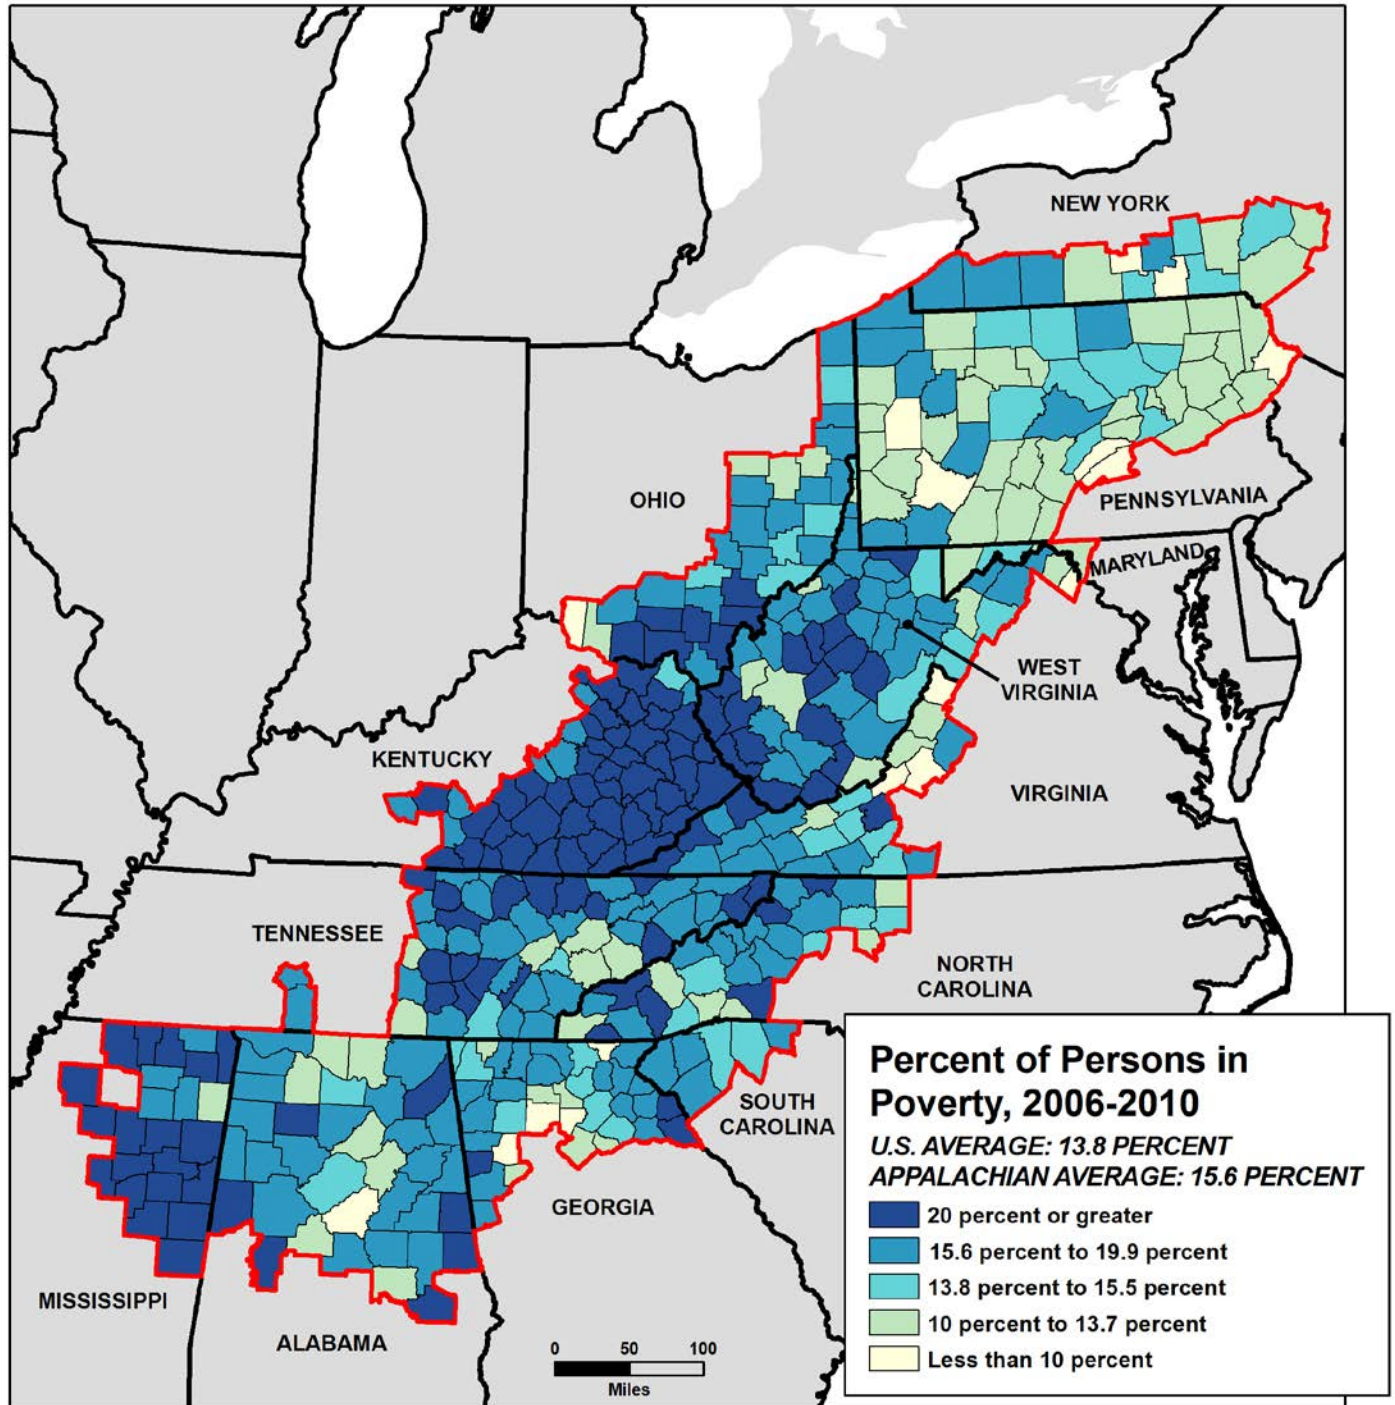 NEW YORK
OHIO
PENNSYLVANIA
MARYLAND
WEST
VIRGINIA
KENTUCKY
VIRGINIA
TENNESSEE
NORTH
CAROLINA
SOUTH
CAROLINA
GEORGIA
MISSISSIPPI
ALABAMA
0 50 100
Miles
Percent of Persons in
Poverty, 2006-2010
U.S. AVERAGE: 13.8 PERCENT
APPALACHIAN AVERAGE: 15.6 PERCENT
20 percent or greater
15.6 percent to 19.9 percent
13.8 percent to 15.5 percent
10 percent to 13.7 percent
Less than 10 percent